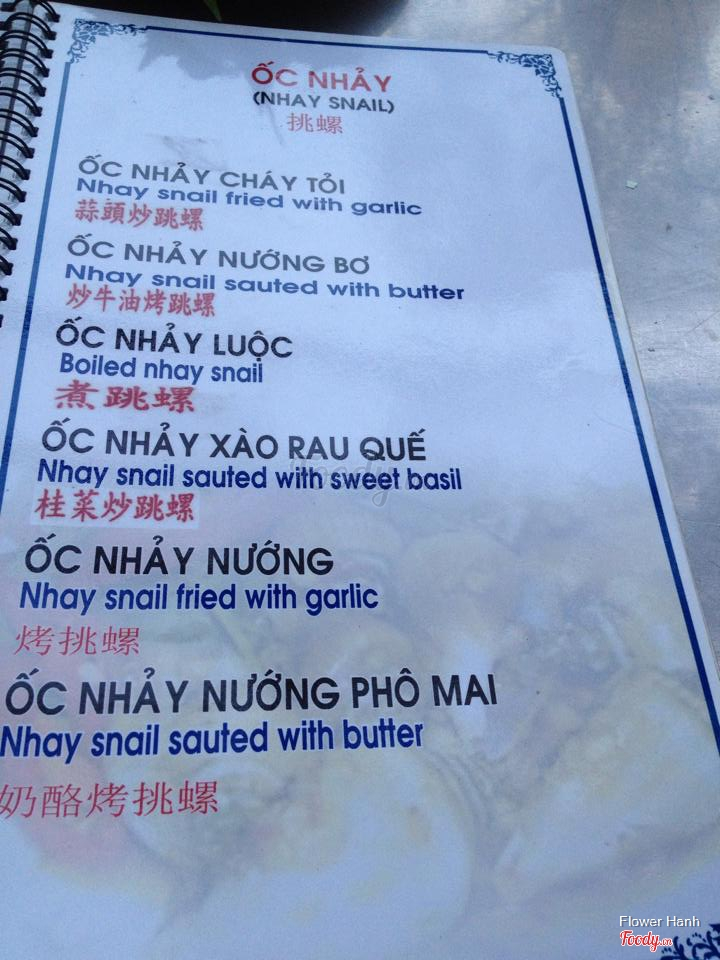 ỐC NHẢY
(NHAY SNAIL)
挑螺
ỐC NHẢY CHÁY TỎI
Nhay snail fried with garlic
蒜頭炒跳螺
ỐC NHẢY NƯỚNG BƠ
Nhay snail sauted with butter
炒牛油烤跳螺
ỐC NHẢY LUỘC
Boiled nhay snail
煮跳螺
ỐC NHẢY XÀO RAU QUẾ
Nhay snail sauted with sweet basil
桂菜炒跳螺
ỐC NHẢY NƯỚNG
Nhay snail fried with garlic
烤挑螺
ỐC NHẢY NƯỚNG PHÔ MAI
Nhay snail sauted with butter
奶酪烤挑螺
Flower Hanh
Foody.vn